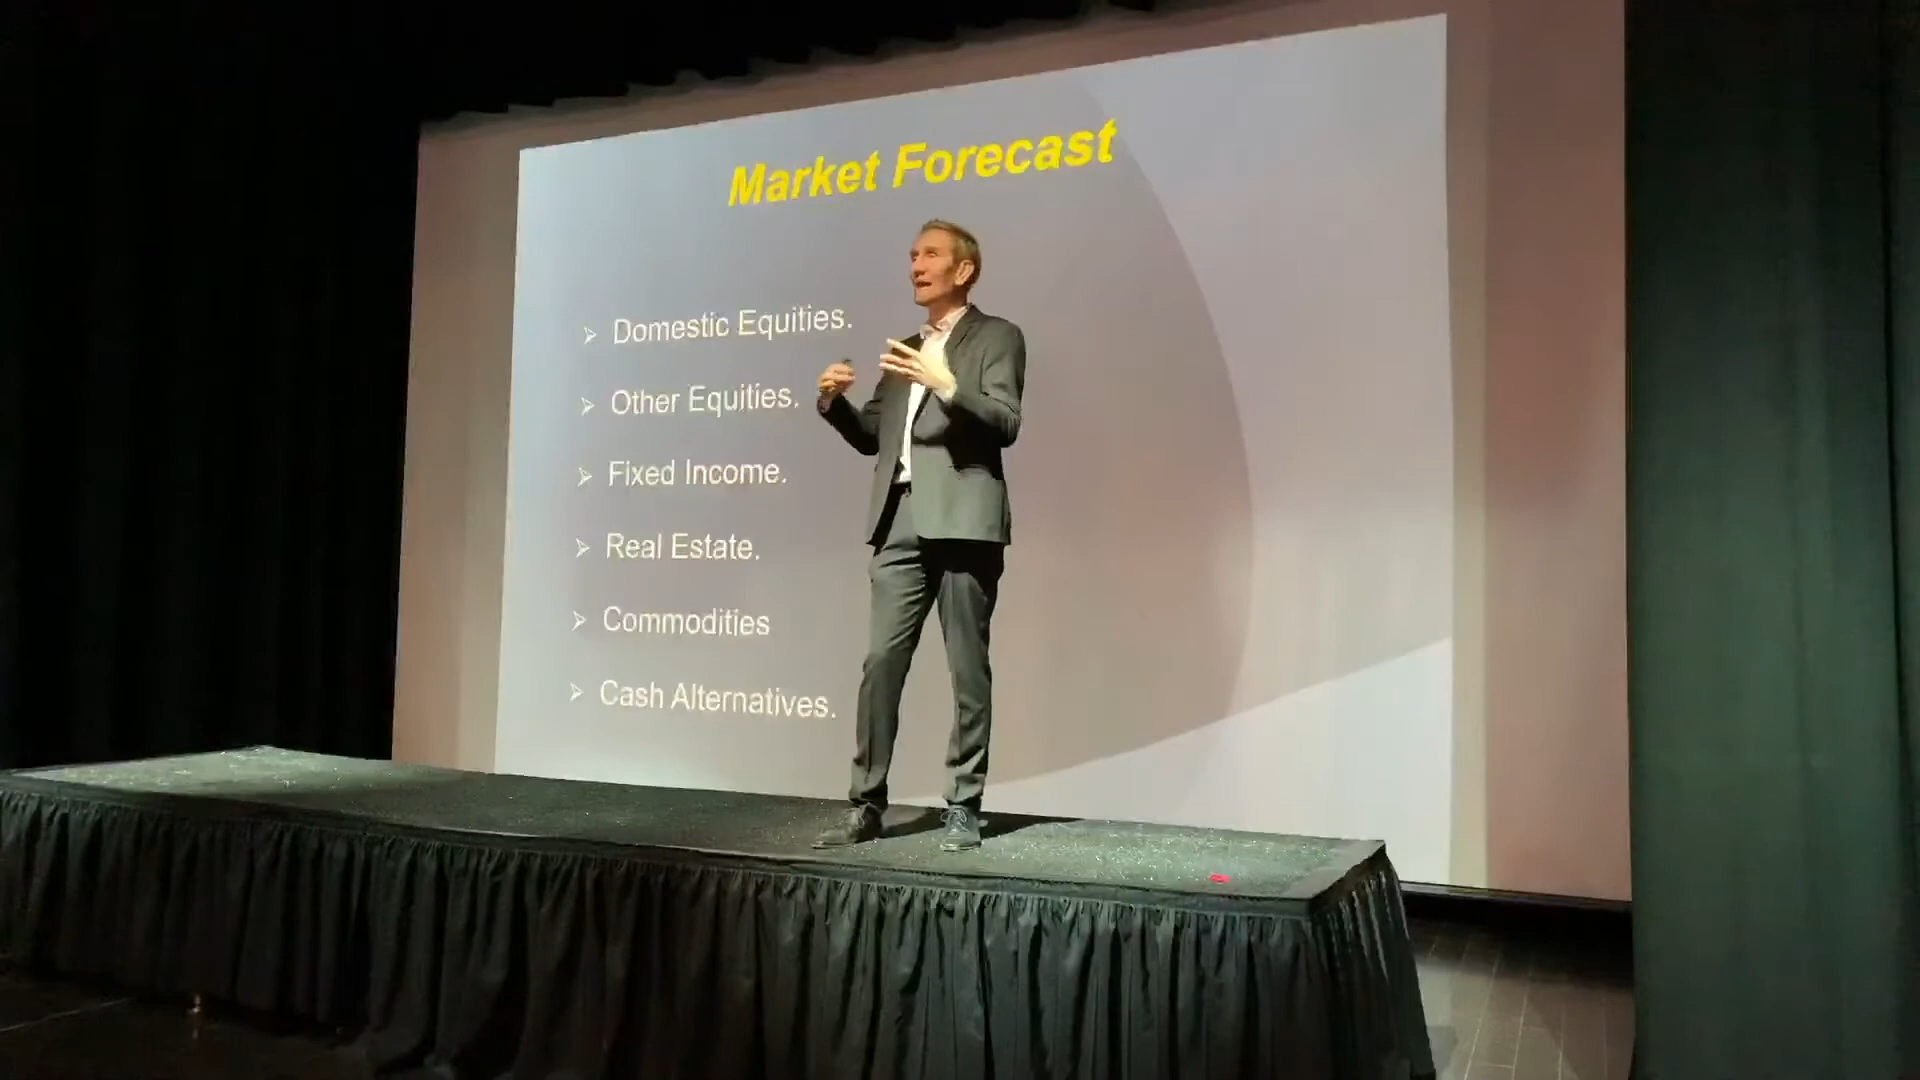 Market Forecast
Domestic Equities.
Other Equities.
Fixed Income.
Real Estate.
Commodities
Cash Alternatives.